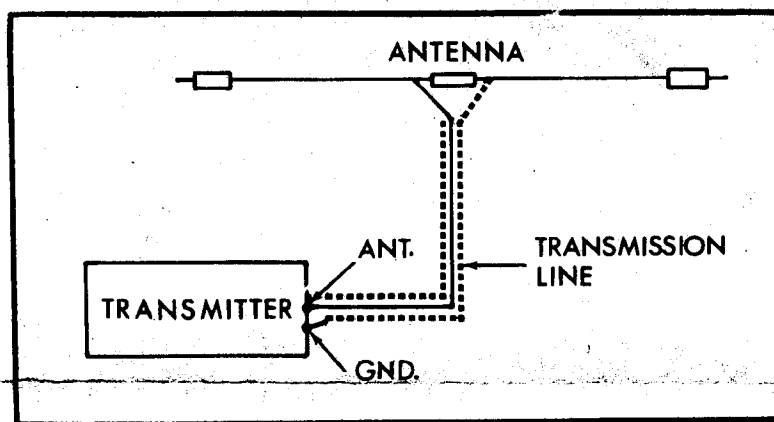 ANTENNA
ANT.
TRANSMISSION
LINE
TRANSMITTER
GND.